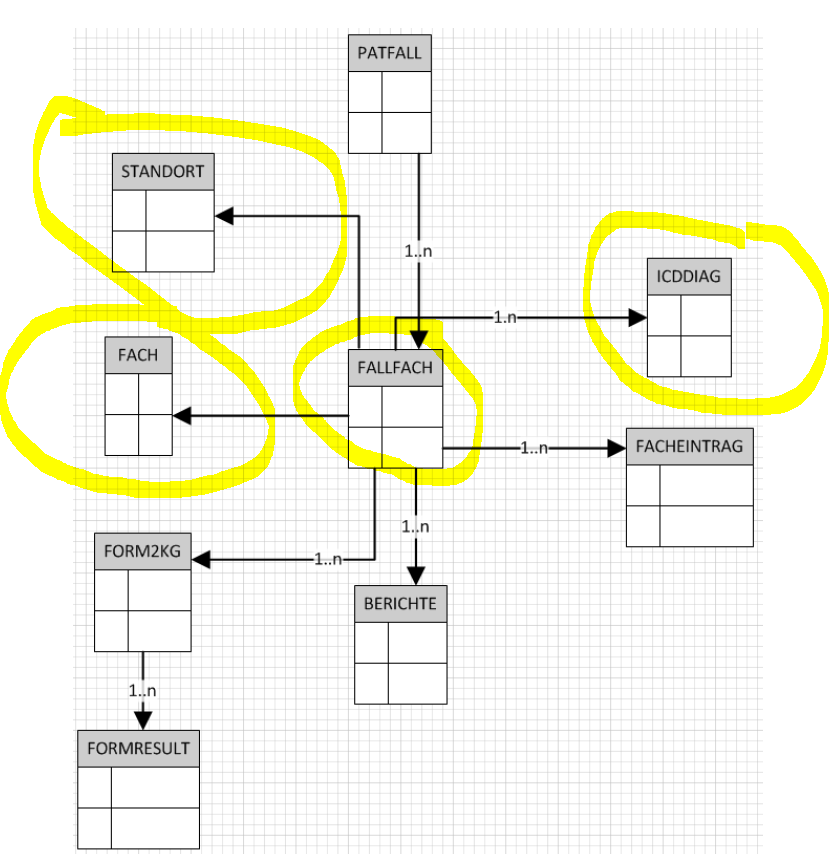 PATFALL
STANDORT
1..n
ICDDIAG
1.n
FACH
FALLFACH
1..n
FACHEINTRAG
1..n
FORM2KG
1..n
BERICHTE
1..n
FORMRESULT